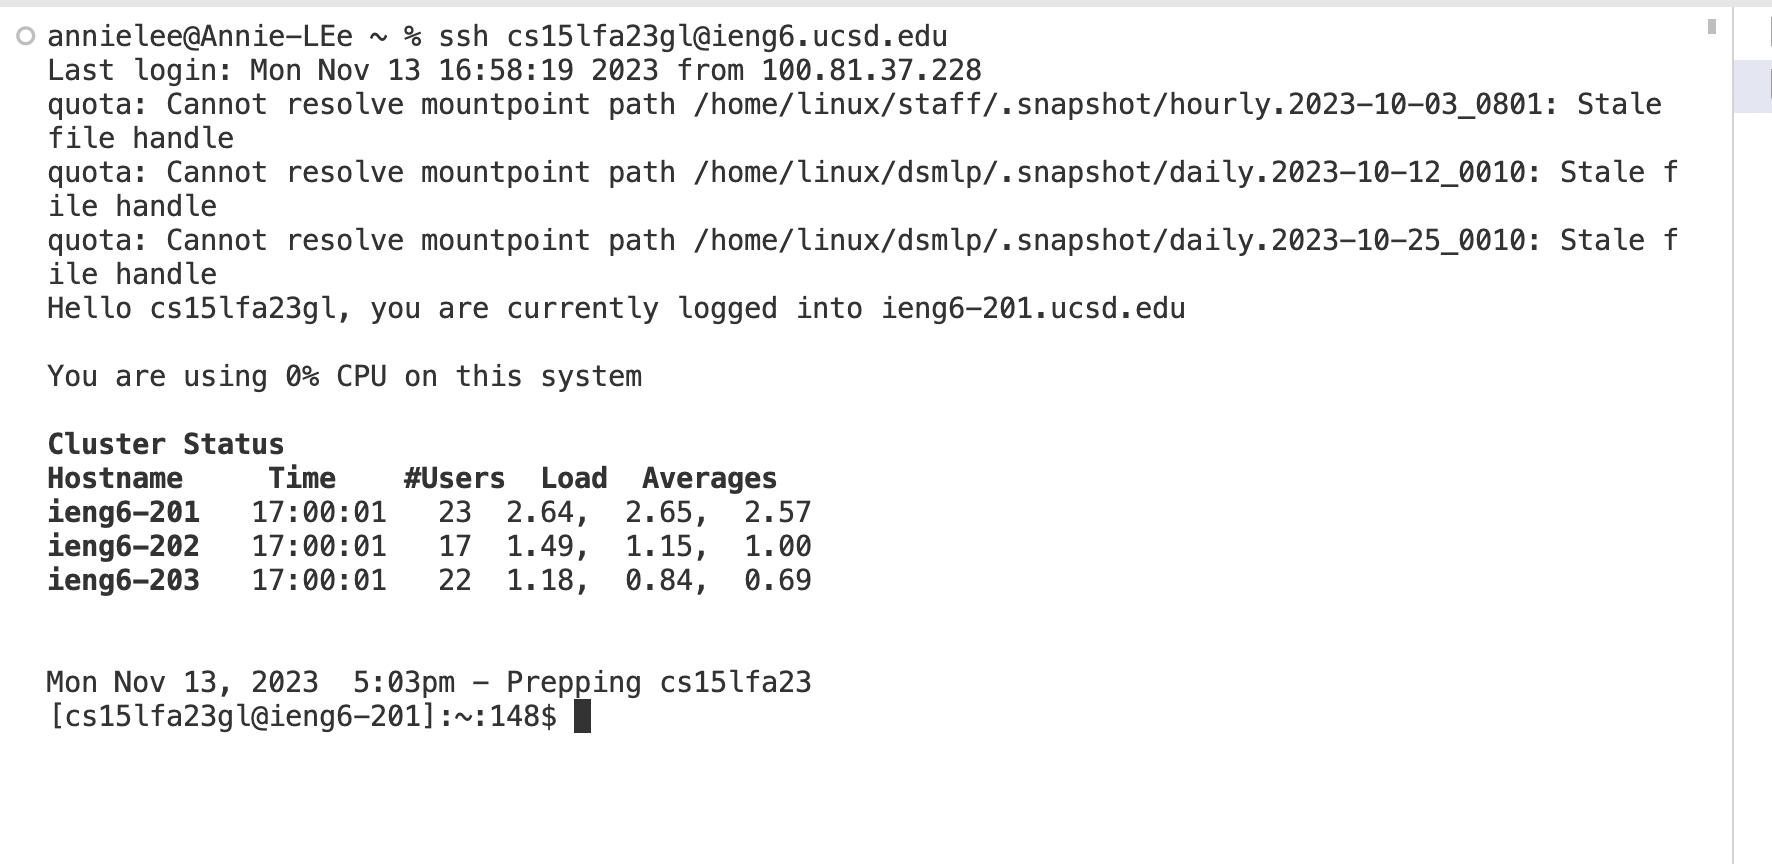 annielee@Annie-LEe ~ % ssh cs15lfa23gl@ieng6.ucsd.edu
Last login: Mon Nov 13 16:58:19 2023 from 100.81.37.228
quota: Cannot resolve mountpoint path /home/linux/staff/.snapshot/hourly.2023-10-03_0801: Stale
file handle
quota: Cannot resolve mountpoint path /home/linux/dsmlp/.snapshot/daily.2023-10-12_0010: Stale f
ile handle
quota: Cannot resolve mountpoint path /home/linux/dsmlp/.snapshot/daily.2023-10-25_0010: Stale f
ile handle
Hello cs15lfa23gl, you are currently logged into ieng6-201.ucsd.edu
You are using 0% CPU on this system
Cluster Status
Hostname     Time    #Users  Load  Averages
ieng6-201   17:00:01   23  2.64,  2.65,  2.57
ieng6-202   17:00:01   17  1.49,  1.15,  1.00
ieng6-203   17:00:01   22  1.18,  0.84,  0.69
Mon Nov 13, 2023  5:03pm - Prepping cs15lfa23
[cs15lfa23gl@ieng6-201]:~:148$